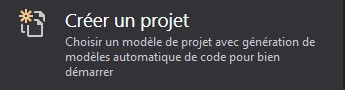 Créer un projet
Choisir un modèle de projet avec génération de
modèles automatique de code pour bien
démarrer